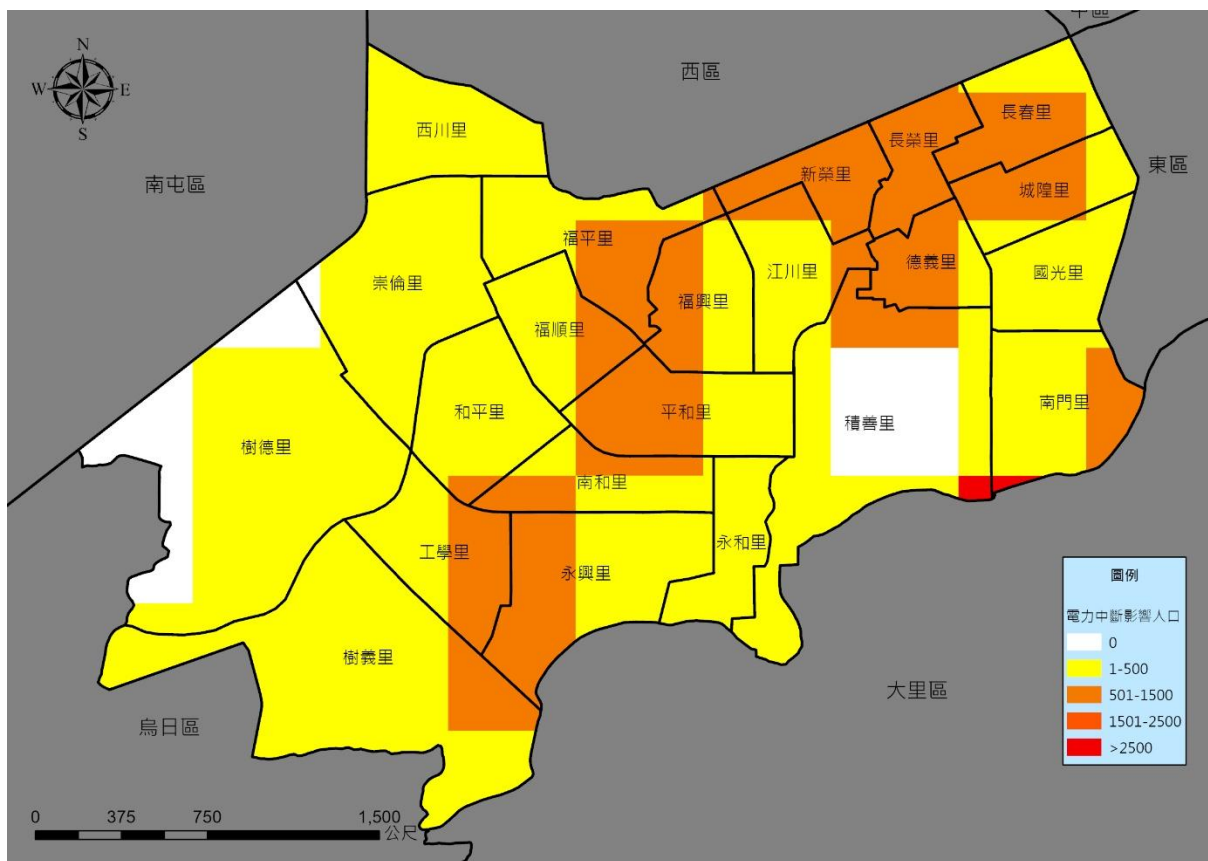 中區
N
西區
W E
S
西川里
長春里
長榮里
新榮里
東區
南屯區
城隍里
福平里
德義里
江川里
國光里
崇倫里
福興里
福順里
和平里
平和里
積善里
南門里
樹德里
南和里
永和里
工學里
永興里
圖例
電力中斷影響人口
0
1-500
501-1500
1501-2500
>2500
樹義里
大里區
烏日區
0 375 750 1,500
公尺